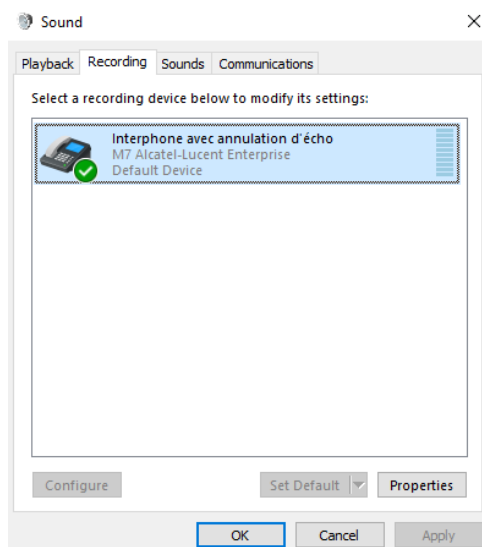 Sound
Playback Recording Sounds Communications
Select a recording device below to modify its settings:
Interphone avec annulation d'écho
M7 Alcatel-Lucent Enterprise
Default Device
Configure Set Default Properties
OK Cancel Apply